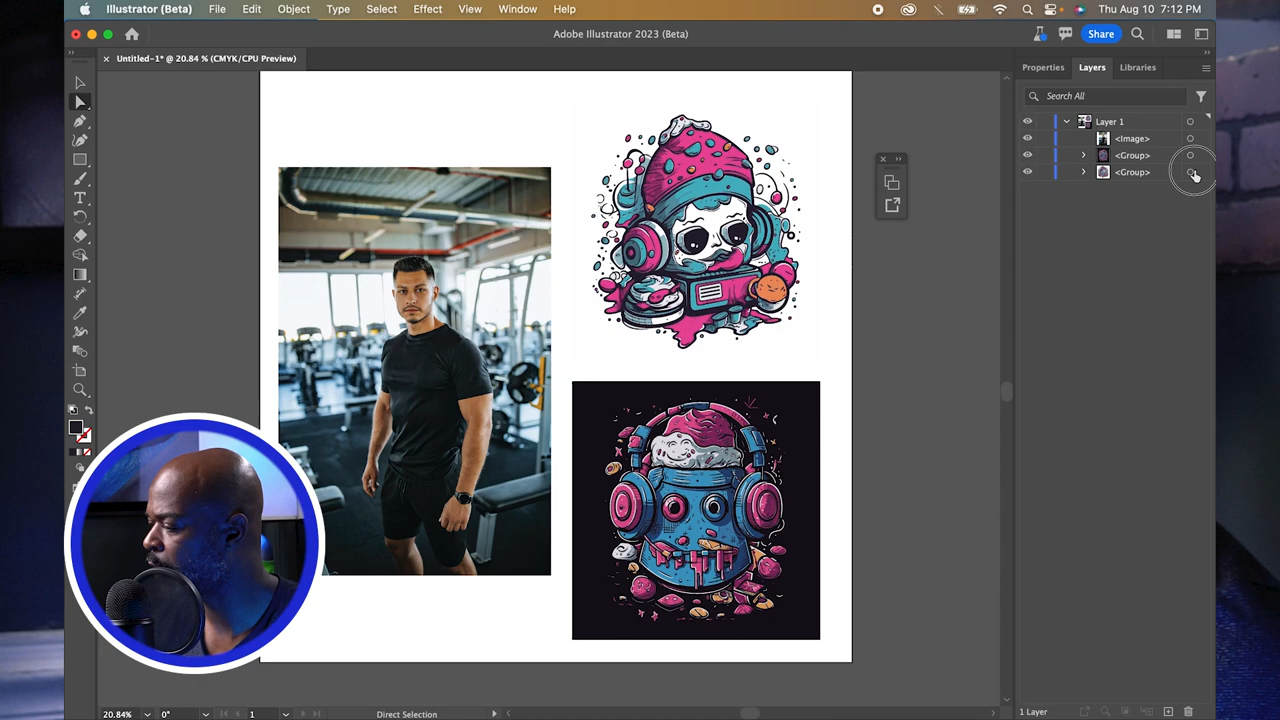 Illustrator (Beta) File Edit Object Type Select Effect View Window Help Thu Aug 10 7:12 PM
Adobe Illustrator 2023 (Beta) Share
Untitled-1* @ 20.84 % (CMYK/CPU Preview)
Properties Layers Libraries
Search All
Layer 1
<Image>
<Group>
<Group>
20.84% 0° 1 Direct Selection 1 Layer